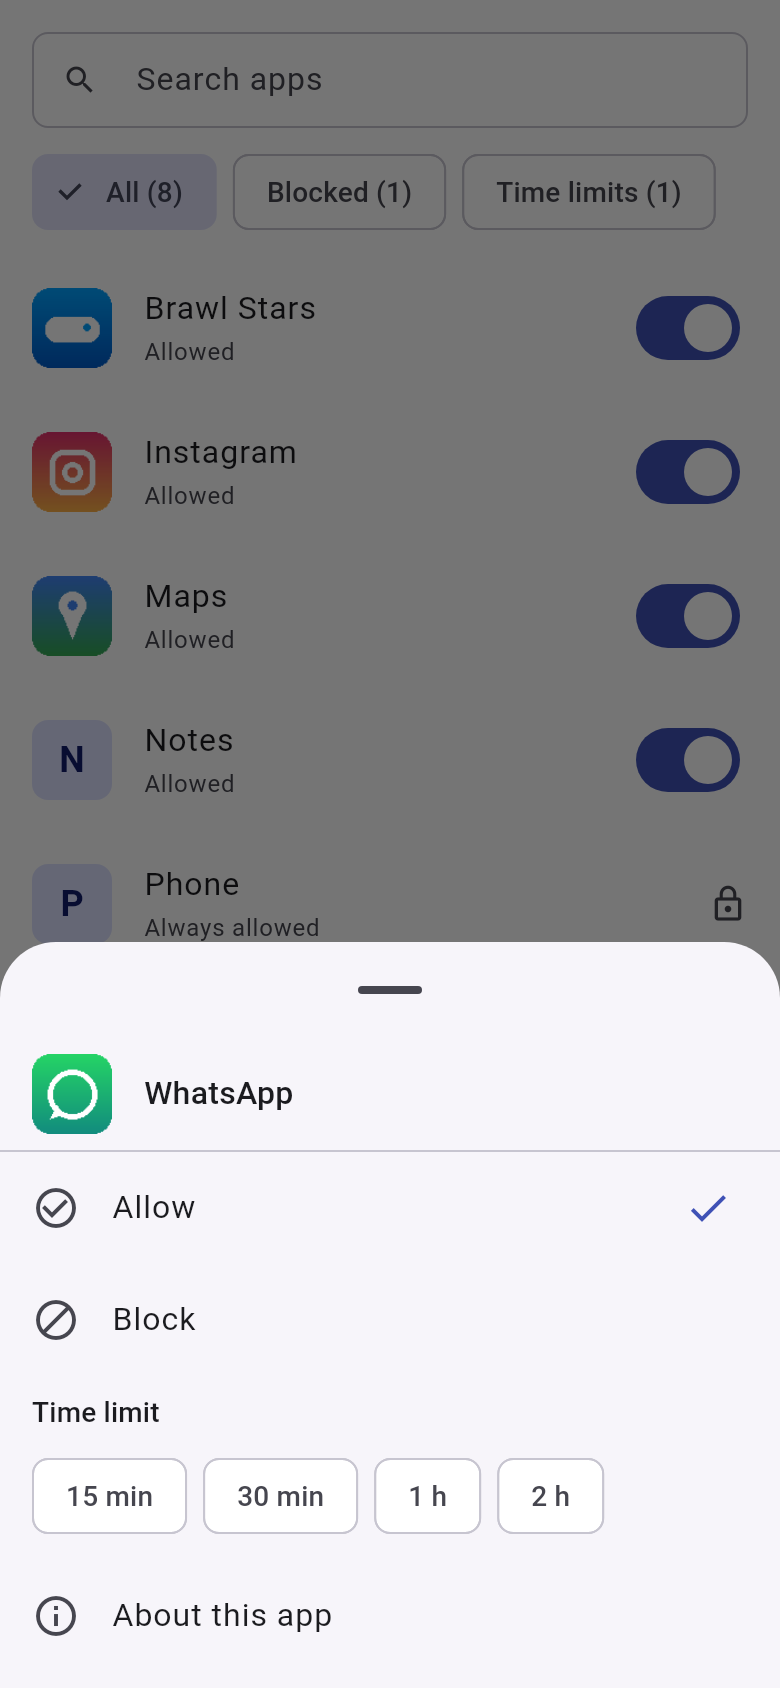 Search apps
All (8)
Blocked (1)
Time limits (1)
Brawl Stars
Allowed
Instagram
Allowed
Maps
Allowed
N
Notes
Allowed
P
Phone
Always allowed
WhatsApp
Allow
Block
Time limit
15 min
30 min
1 h
2 h
About this app